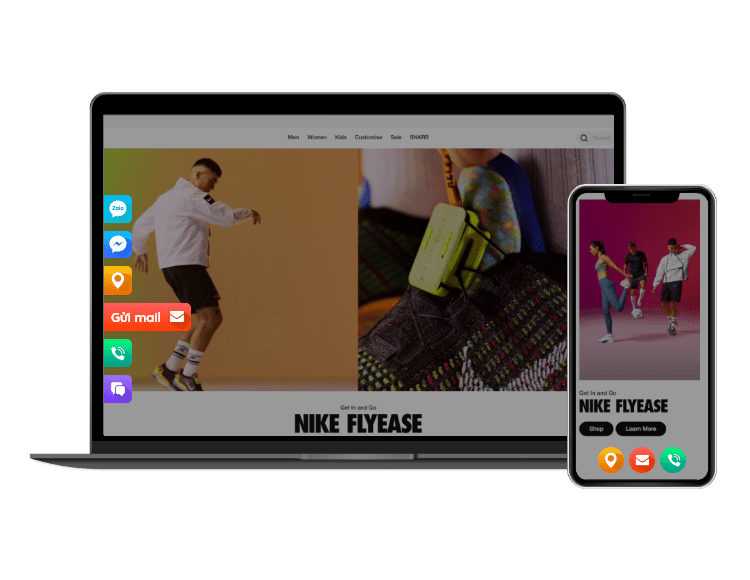 Men Women Kids Customise Sale SNKRS
Search
Zalo
Gửi mail
Get In and Go
NIKE FLYEASE
Get In and Go
NIKE FLYEASE
Shop Learn More